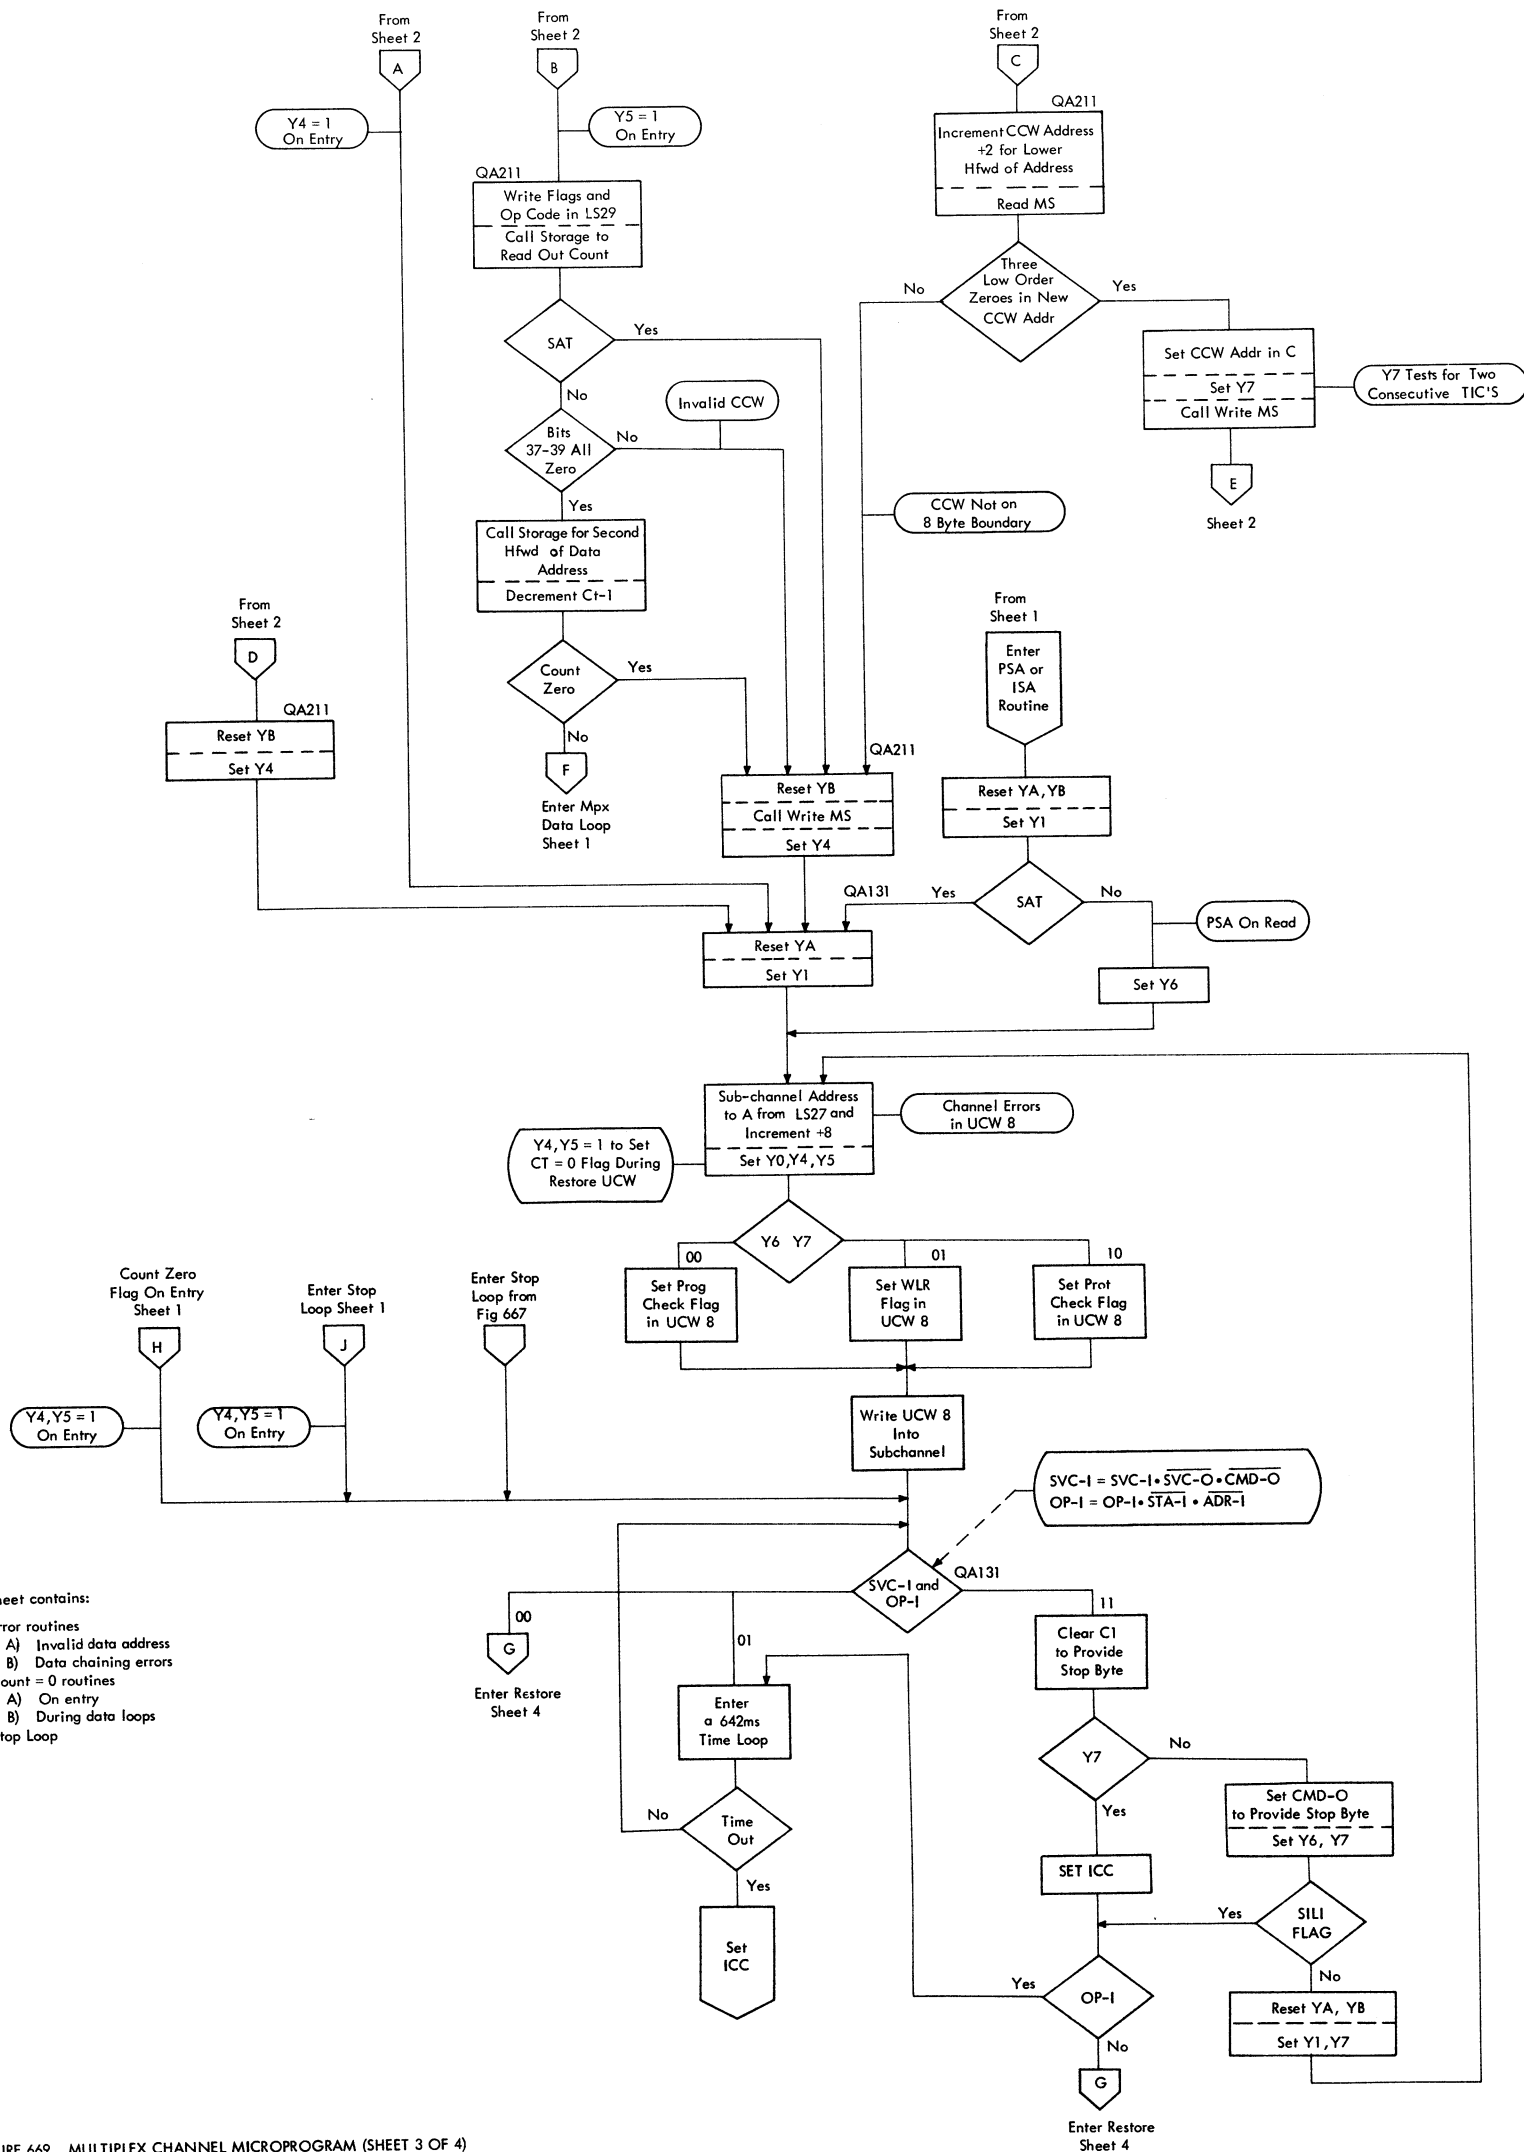 From
Sheet 2
A
From
Sheet 2
B
From
Sheet 2
C
Y4 = 1
On Entry
Y5 = 1
On Entry
QA211
Write Flags and
Op Code in LS29
Call Storage to
Read Out Count
QA211
Increment CCW Address
+2 for Lower
Hfwd of Address
Read MS
SAT
Yes
No
Three
Low Order
Zeroes in New
CCW Addr
No
Yes
Set CCW Addr in C
Set Y7
Call Write MS
Y7 Tests for Two
Consecutive TIC'S
E
Sheet 2
Invalid CCW
Bits
37-39 All
Zero
No
Yes
CCW Not on
8 Byte Boundary
Call Storage for Second
Hfwd of Data
Address
Decrement Ct-1
From
Sheet 2
D
QA211
Reset YB
Set Y4
Count
Zero
Yes
No
F
Enter Mpx
Data Loop
Sheet 1
From
Sheet 1
Enter
PSA or
ISA
Routine
QA211
Reset YB
Call Write MS
Set Y4
Reset YA,YB
Set Y1
QA131
Yes
SAT
No
PSA On Read
Reset YA
Set Y1
Set Y6
Sub-channel Address
to A from LS27 and
Increment +8
Set Y0,Y4,Y5
Channel Errors
in UCW 8
Y4,Y5 = 1 to Set
CT = 0 Flag During
Restore UCW
Y6 Y7
00
01
10
Set Prog
Check Flag
in UCW 8
Set WLR
Flag in
UCW 8
Set Prot
Check Flag
in UCW 8
Count Zero
Flag On Entry
Sheet 1
H
Enter Stop
Loop Sheet 1
J
Enter Stop
Loop from
Fig 667
Y4,Y5 = 1
On Entry
Y4,Y5 = 1
On Entry
Write UCW 8
Into
Subchannel
SVC-I = SVC-I • S̅V̅C̅-̅O̅ • C̅M̅D̅-̅O̅
OP-I = OP-I • S̅T̅A̅-̅I̅ • A̅D̅R̅-̅I̅
SVC-I and
OP-I
QA131
00
01
11
G
Enter Restore
Sheet 4
Enter
a 642ms
Time Loop
Clear C1
to Provide
Stop Byte
eet contains:
ror routines
A) Invalid data address
B) Data chaining errors
ount = 0 routines
A) On entry
B) During data loops
top Loop
Time
Out
No
Yes
Set
ICC
Y7
No
Yes
Set CMD-O
to Provide Stop Byte
Set Y6, Y7
SET ICC
SILI
FLAG
Yes
No
OP-I
Yes
No
Reset YA, YB
Set Y1,Y7
G
Enter Restore
Sheet 4
URE 669 MULTIPLEX CHANNEL MICROPROGRAM (SHEET 3 OF 4)